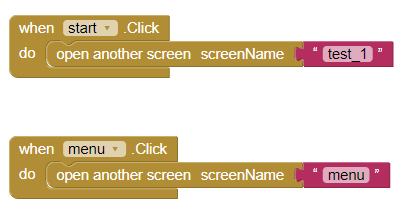 when start .Click
do open another screen screenName " test_1 "
when menu .Click
do open another screen screenName " menu "